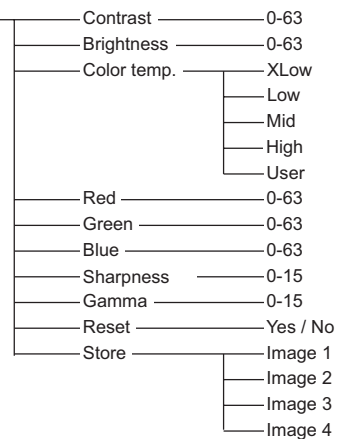 Contrast 0-63
Brightness 0-63
Color temp. XLow
Low
Mid
High
User
Red 0-63
Green 0-63
Blue 0-63
Sharpness 0-15
Gamma 0-15
Reset Yes / No
Store Image 1
Image 2
Image 3
Image 4